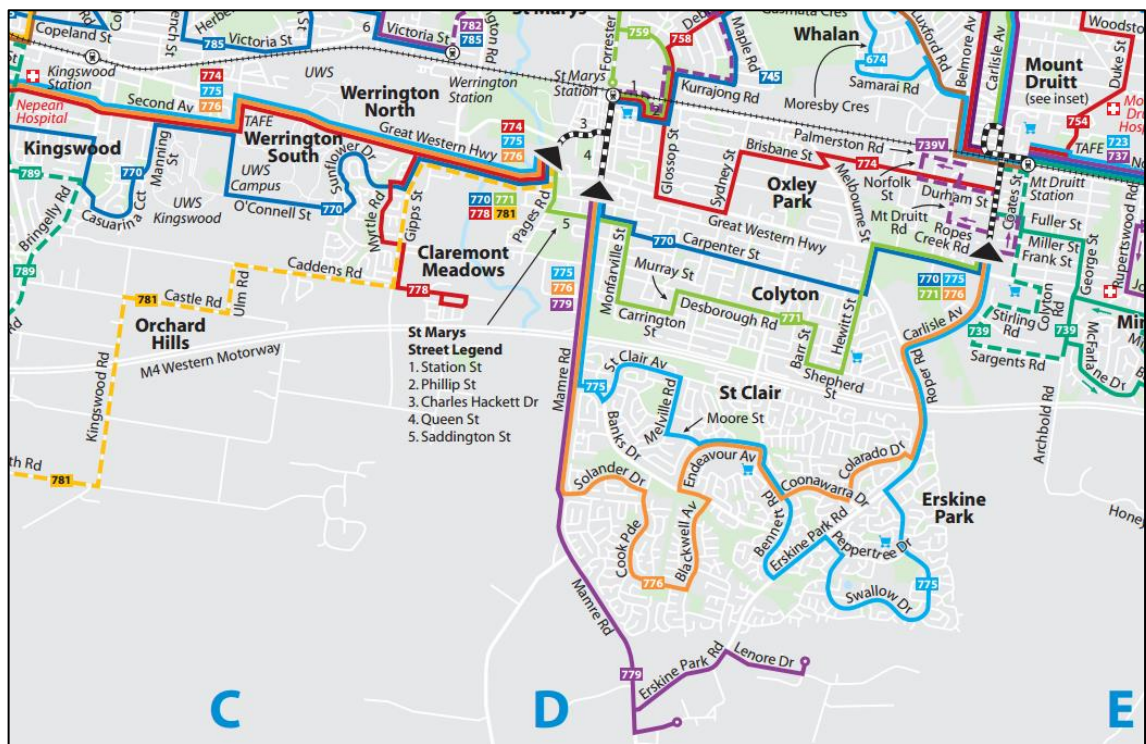 St Marys
Copeland St
Victoria St
785
6
Victoria St
782
785
759
758
745
Forrester
Maple Rd
Kurrajong Rd
Whalan
674
Samarai Rd
Moresby Cres
Luxford Rd
Belmore Av
Carlisle Av
Mount
Druitt
(see inset)
Woodstock
Duke St
754
TAFE
723
737
Mt Druitt
Station
Kingswood
Station
Nepean
Hospital
UWS
Werrington
Station
St Marys
Station
774
775
776
Second Av
TAFE
Werrington
North
Great Western Hwy
774
775
776
1
2
3
4
5
Palmerston Rd
739V
Norfolk
St
Durham St
Mt Druitt
Rd
Ropes
Creek Rd
Coates St
Fuller St
Miller St
Frank St
George St
Rupertswood Rd
Kingswood
789
770
Manning
St
Casuarina Cct
UWS
Kingswood
Werrington
South
UWS
Campus
O'Connell St
770
Sunflower Dr
Myrtle Rd
Gipps St
Pages Rd
770
771
778
781
Claremont
Meadows
778
Glossop St
Sydney St
Brisbane St
774
Oxley
Park
Melbourne St
Great Western Hwy
770
Carpenter St
770
775
771
776
Bringelly Rd
789
Caddens Rd
781
Castle Rd
Ulm Rd
Orchard
Hills
M4 Western Motorway
Kingswood Rd
781
St Marys
Street Legend
1. Station St
2. Phillip St
3. Charles Hackett Dr
4. Queen St
5. Saddington St
775
776
779
Monfarville St
Murray St
Carrington
St
Desborough Rd
771
Colyton
Barr St
Hewitt St
Shepherd
St
Carlisle Av
Roper Rd
739
Stirling
Rd
Colyton
Rd
739
Sargents Rd
McFarlane Dr
Archbold Rd
Mamre Rd
775
St Clair Av
Banks Dr
Melville Rd
St Clair
Moore St
Endeavour Av
Solander Dr
Cook Pde
Blackwell Av
776
Bennett Rd
Coonawarra Dr
Colarado Dr
Erskine
Park
Erskine Park Rd
Peppertree Dr
Swallow Dr
775
Mamre Rd
779
Erskine Park Rd
Lenore Dr
C
D
E